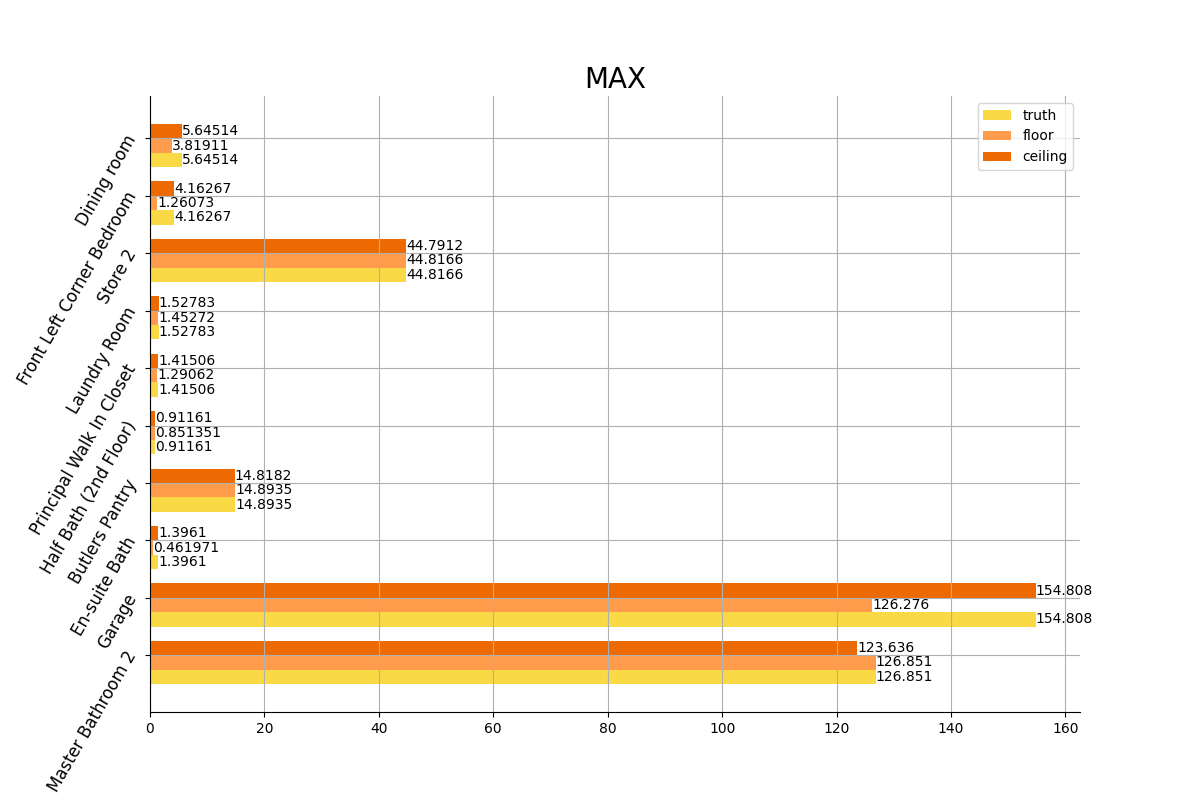 MAX
truth
floor
ceiling
Dining room
5.64514
3.81911
5.64514
Front Left Corner Bedroom
4.16267
1.26073
4.16267
Store 2
44.7912
44.8166
44.8166
Laundry Room
1.52783
1.45272
1.52783
Principal Walk In Closet
1.41506
1.29062
1.41506
Half Bath (2nd Floor)
0.91161
0.851351
0.91161
Butlers Pantry
14.8182
14.8935
14.8935
En-suite Bath
1.3961
0.461971
1.3961
Garage
154.808
126.276
154.808
Master Bathroom 2
123.636
126.851
126.851
0 20 40 60 80 100 120 140 160